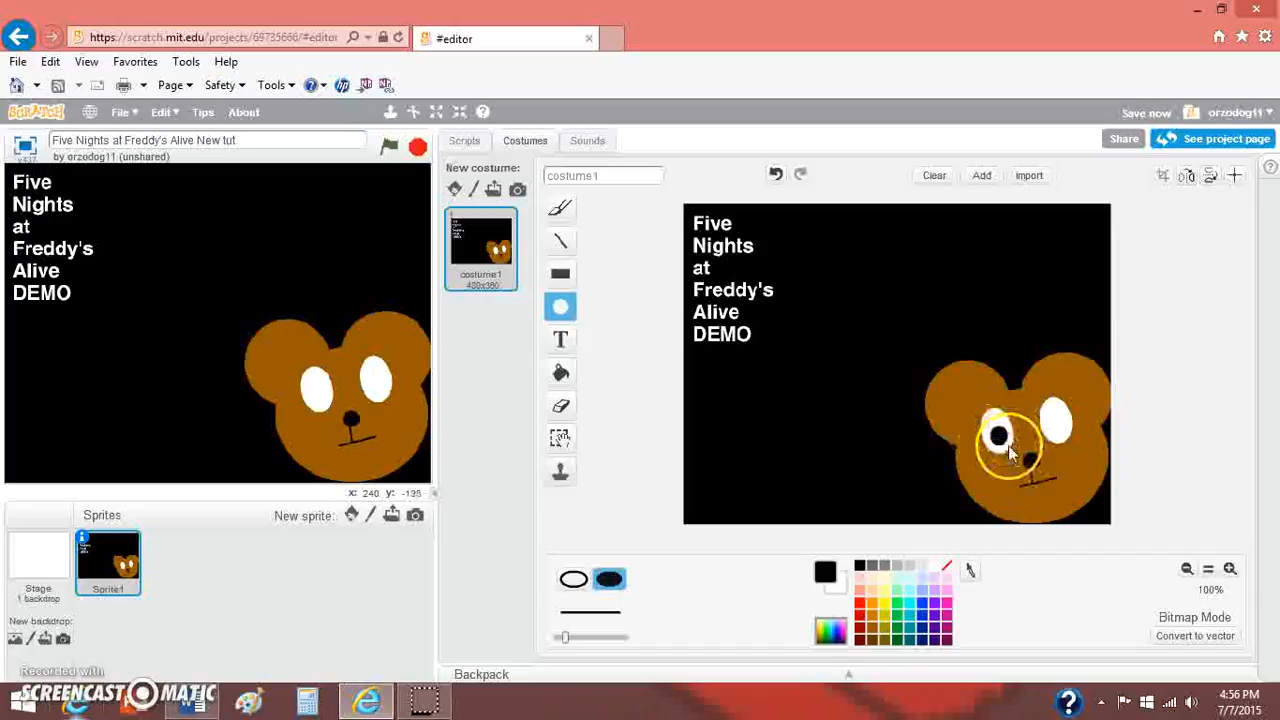 https://scratch.mit.edu/projects/69735666/#editor
#editor
File Edit View Favorites Tools Help
Page Safety Tools
SCRATCH File Edit Tips About
Save now orzodog11
Five Nights at Freddy's Alive New tut
by orzodog11 (unshared)
Scripts Costumes Sounds
Share See project page
New costume:
costume1
Clear Add Import
Five
Nights
at
Freddy's
Alive
DEMO
1
costume1
480x360
Five
Nights
at
Freddy's
Alive
DEMO
T
x: 240 y: -135
Sprites New sprite:
Stage
1 backdrop
Sprite1
New backdrop:
100%
Bitmap Mode
Convert to vector
Backpack
Recorded with
SCREENCAST MATIC
4:56 PM
7/7/2015